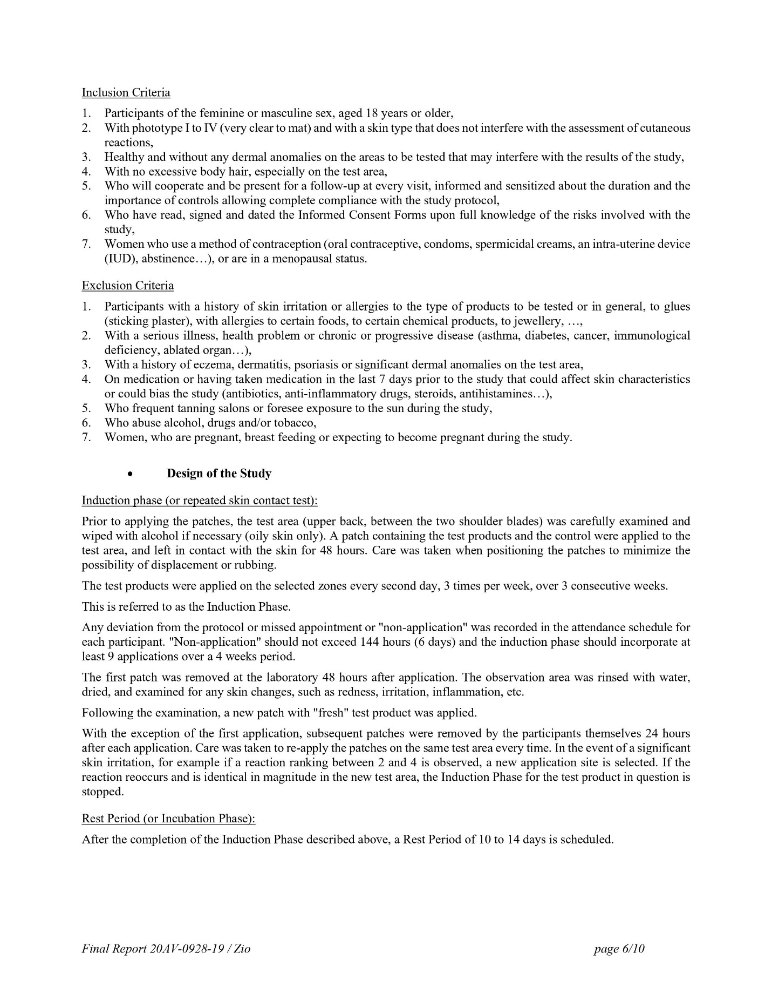 Inclusion Criteria
1. Participants of the feminine or masculine sex, aged 18 years or older,
2. With phototype I to IV (very clear to mat) and with a skin type that does not interfere with the assessment of cutaneous
reactions,
3. Healthy and without any dermal anomalies on the areas to be tested that may interfere with the results of the study,
4. With no excessive body hair, especially on the test area,
5. Who will cooperate and be present for a follow-up at every visit, informed and sensitized about the duration and the
importance of controls allowing complete compliance with the study protocol,
6. Who have read, signed and dated the Informed Consent Forms upon full knowledge of the risks involved with the
study,
7. Women who use a method of contraception (oral contraceptive, condoms, spermicidal creams, an intra-uterine device
(IUD), abstinence…), or are in a menopausal status.
Exclusion Criteria
1. Participants with a history of skin irritation or allergies to the type of products to be tested or in general, to glues
(sticking plaster), with allergies to certain foods, to certain chemical products, to jewellery, …,
2. With a serious illness, health problem or chronic or progressive disease (asthma, diabetes, cancer, immunological
deficiency, ablated organ…),
3. With a history of eczema, dermatitis, psoriasis or significant dermal anomalies on the test area,
4. On medication or having taken medication in the last 7 days prior to the study that could affect skin characteristics
or could bias the study (antibiotics, anti-inflammatory drugs, steroids, antihistamines…),
5. Who frequent tanning salons or foresee exposure to the sun during the study,
6. Who abuse alcohol, drugs and/or tobacco,
7. Women, who are pregnant, breast feeding or expecting to become pregnant during the study.
• Design of the Study
Induction phase (or repeated skin contact test):
Prior to applying the patches, the test area (upper back, between the two shoulder blades) was carefully examined and
wiped with alcohol if necessary (oily skin only). A patch containing the test products and the control were applied to the
test area, and left in contact with the skin for 48 hours. Care was taken when positioning the patches to minimize the
possibility of displacement or rubbing.
The test products were applied on the selected zones every second day, 3 times per week, over 3 consecutive weeks.
This is referred to as the Induction Phase.
Any deviation from the protocol or missed appointment or "non-application" was recorded in the attendance schedule for
each participant. "Non-application" should not exceed 144 hours (6 days) and the induction phase should incorporate at
least 9 applications over a 4 weeks period.
The first patch was removed at the laboratory 48 hours after application. The observation area was rinsed with water,
dried, and examined for any skin changes, such as redness, irritation, inflammation, etc.
Following the examination, a new patch with "fresh" test product was applied.
With the exception of the first application, subsequent patches were removed by the participants themselves 24 hours
after each application. Care was taken to re-apply the patches on the same test area every time. In the event of a significant
skin irritation, for example if a reaction ranking between 2 and 4 is observed, a new application site is selected. If the
reaction reoccurs and is identical in magnitude in the new test area, the Induction Phase for the test product in question is
stopped.
Rest Period (or Incubation Phase):
After the completion of the Induction Phase described above, a Rest Period of 10 to 14 days is scheduled.
Final Report 20AV-0928-19 / Zio page 6/10